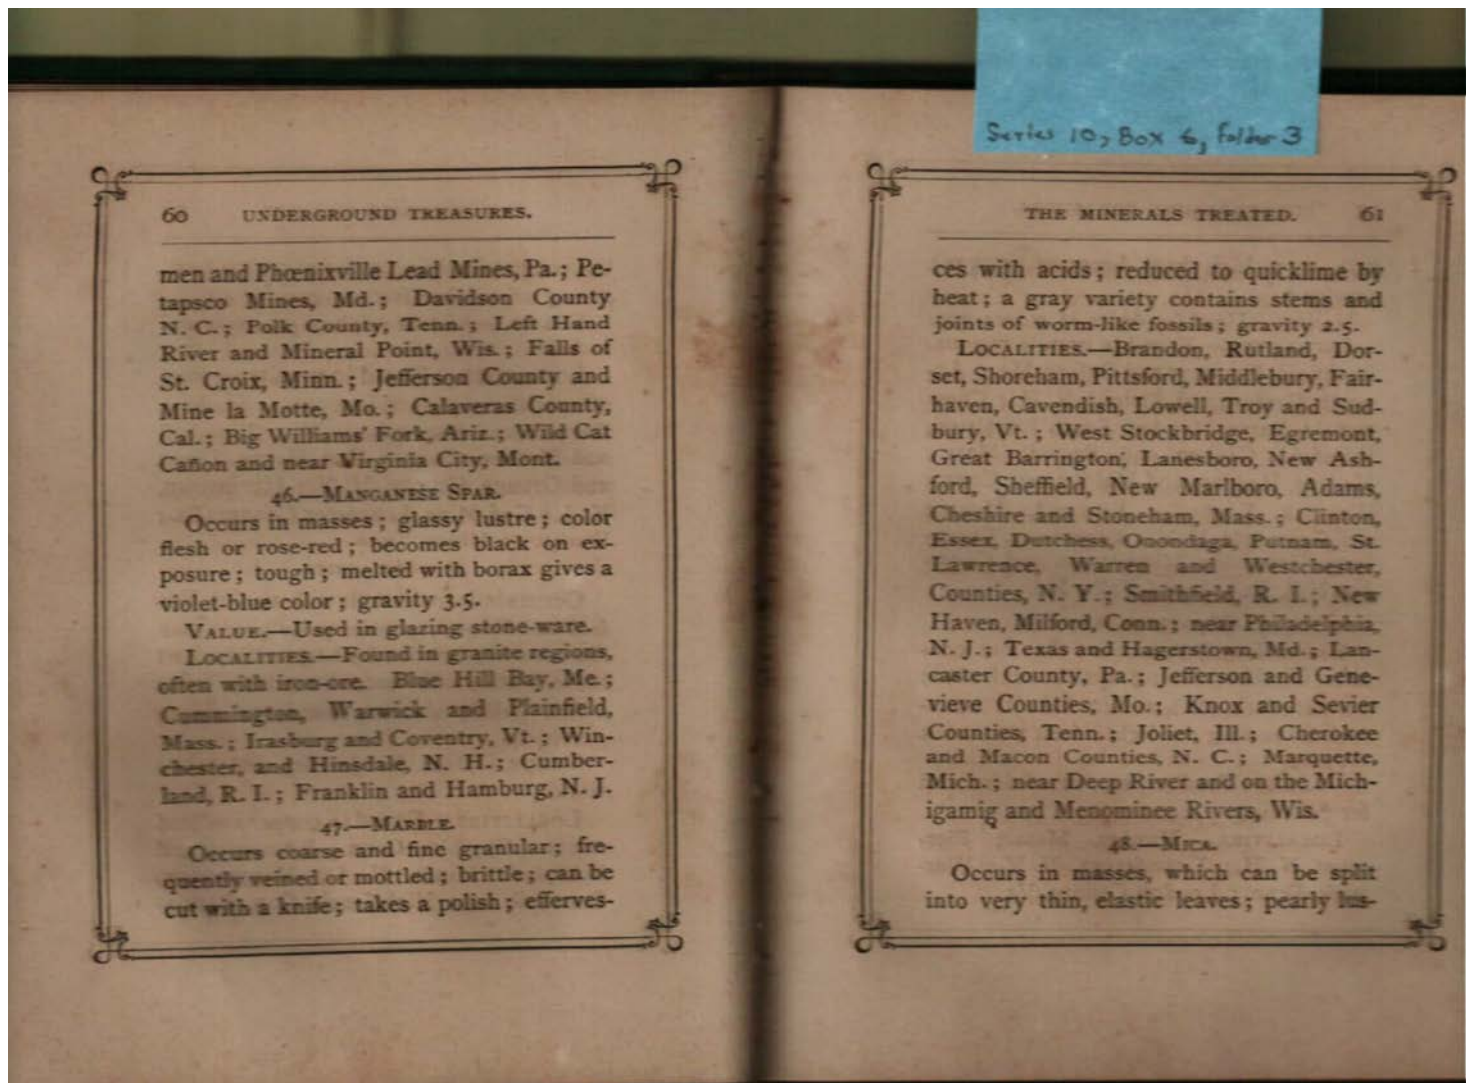 Series 10, Box 6, Folder 3
60 UNDERGROUND TREASURES.
men and Phœnixville Lead Mines, Pa.; Pe-
tapsco Mines, Md.; Davidson County
N. C.; Polk County, Tenn.; Left Hand
River and Mineral Point, Wis.; Falls of
St. Croix, Minn.; Jefferson County and
Mine la Motte, Mo.; Calaveras County,
Cal.; Big Williams' Fork, Ariz.; Wild Cat
Cañon and near Virginia City, Mont.
46.—MANGANESE SPAR.
Occurs in masses; glassy lustre; color
flesh or rose-red; becomes black on ex-
posure; tough; melted with borax gives a
violet-blue color; gravity 3.5.
VALUE.—Used in glazing stone-ware.
LOCALITIES.—Found in granite regions,
often with iron-ore. Blue Hill Bay, Me.;
Cummington, Warwick and Plainfield,
Mass.; Irasburg and Coventry, Vt.; Win-
chester, and Hinsdale, N. H.; Cumber-
land, R. I.; Franklin and Hamburg, N. J.
47.—MARBLE.
Occurs coarse and fine granular; fre-
quently veined or mottled; brittle; can be
cut with a knife; takes a polish; efferves-
THE MINERALS TREATED. 61
ces with acids; reduced to quicklime by
heat; a gray variety contains stems and
joints of worm-like fossils; gravity 2.5.
LOCALITIES.—Brandon, Rutland, Dor-
set, Shoreham, Pittsford, Middlebury, Fair-
haven, Cavendish, Lowell, Troy and Sud-
bury, Vt.; West Stockbridge, Egremont,
Great Barrington, Lanesboro, New Ash-
ford, Sheffield, New Marlboro, Adams,
Cheshire and Stoneham, Mass.; Clinton,
Essex, Dutchess, Onondaga, Putnam, St.
Lawrence, Warren and Westchester,
Counties, N. Y.; Smithfield, R. I.; New
Haven, Milford, Conn.; near Philadelphia,
N. J.; Texas and Hagerstown, Md.; Lan-
caster County, Pa.; Jefferson and Gene-
vieve Counties, Mo.; Knox and Sevier
Counties, Tenn.; Joliet, Ill.; Cherokee
and Macon Counties, N. C.; Marquette,
Mich.; near Deep River and on the Mich-
igamig and Menominee Rivers, Wis.
48.—MICA.
Occurs in masses, which can be split
into very thin, elastic leaves; pearly lus-